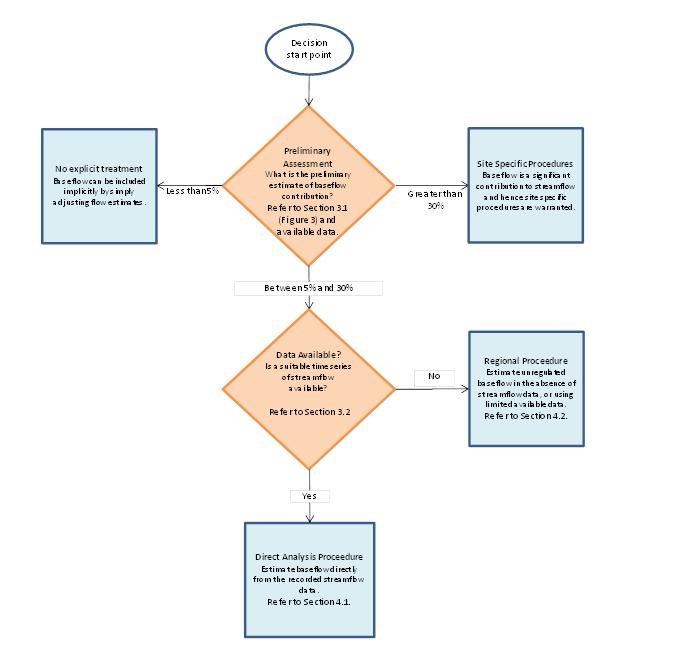 Decision
start point
Preliminary
Assessment
What is the preliminary
estimate of baseflow
contribution?
Refer to Section 3.1
(Figure 3) and
available data.
No explicit treatment
Baseflow can be included
implicitly by simply
adjusting flow estimates.
Less than 5%
Greater than
30%
Site Specific Procedures
Baseflow is a significant
contribution to streamflow
and hence site specific
procedures are warranted.
Between 5% and 30%
Data Available?
Is a suitable timeseries
of streamflow
available?
Refer to Section 3.2
No
Regional Proceedure
Estimate unregulated
baseflow in the absence of
streamflow data, or using
limited available data.
Refer to Section 4.2.
Yes
Direct Analysis Proceedure
Estimate baseflow directly
from the recorded streamflow
data.
Refer to Section 4.1.